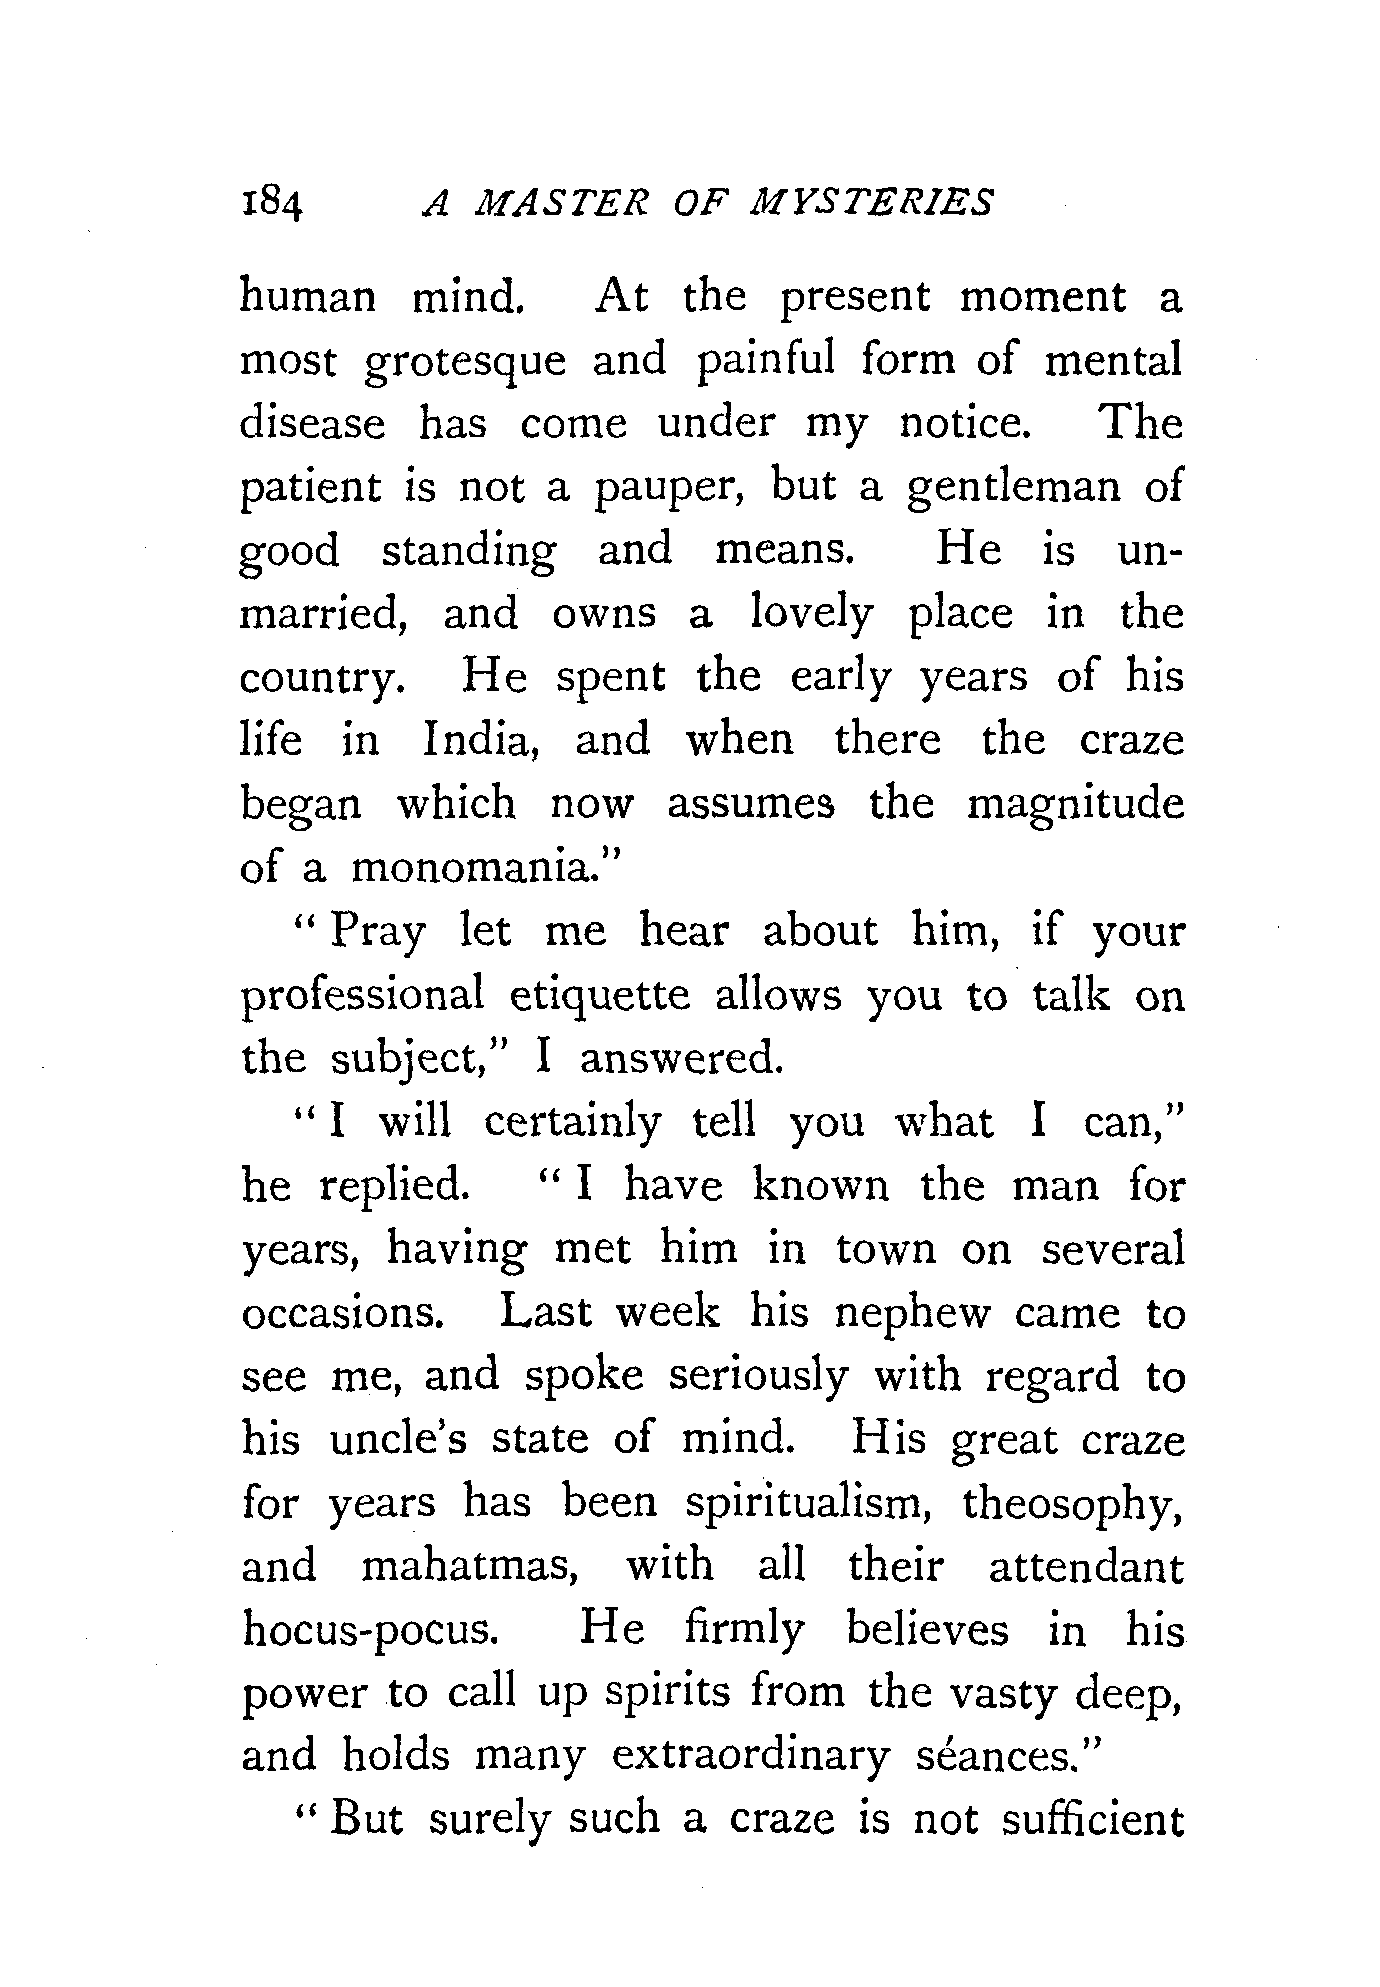 184 A MASTER OF MYSTERIES
human mind. At the present moment a
most grotesque and painful form of mental
disease has come under my notice. The
patient is not a pauper, but a gentleman of
good standing and means. He is un-
married, and owns a lovely place in the
country. He spent the early years of his
life in India, and when there the craze
began which now assumes the magnitude
of a monomania."
"Pray let me hear about him, if your
professional etiquette allows you to talk on
the subject," I answered.
"I will certainly tell you what I can,"
he replied. "I have known the man for
years, having met him in town on several
occasions. Last week his nephew came to
see me, and spoke seriously with regard to
his uncle's state of mind. His great craze
for years has been spiritualism, theosophy,
and mahatmas, with all their attendant
hocus-pocus. He firmly believes in his
power to call up spirits from the vasty deep,
and holds many extraordinary séances."
"But surely such a craze is not sufficient